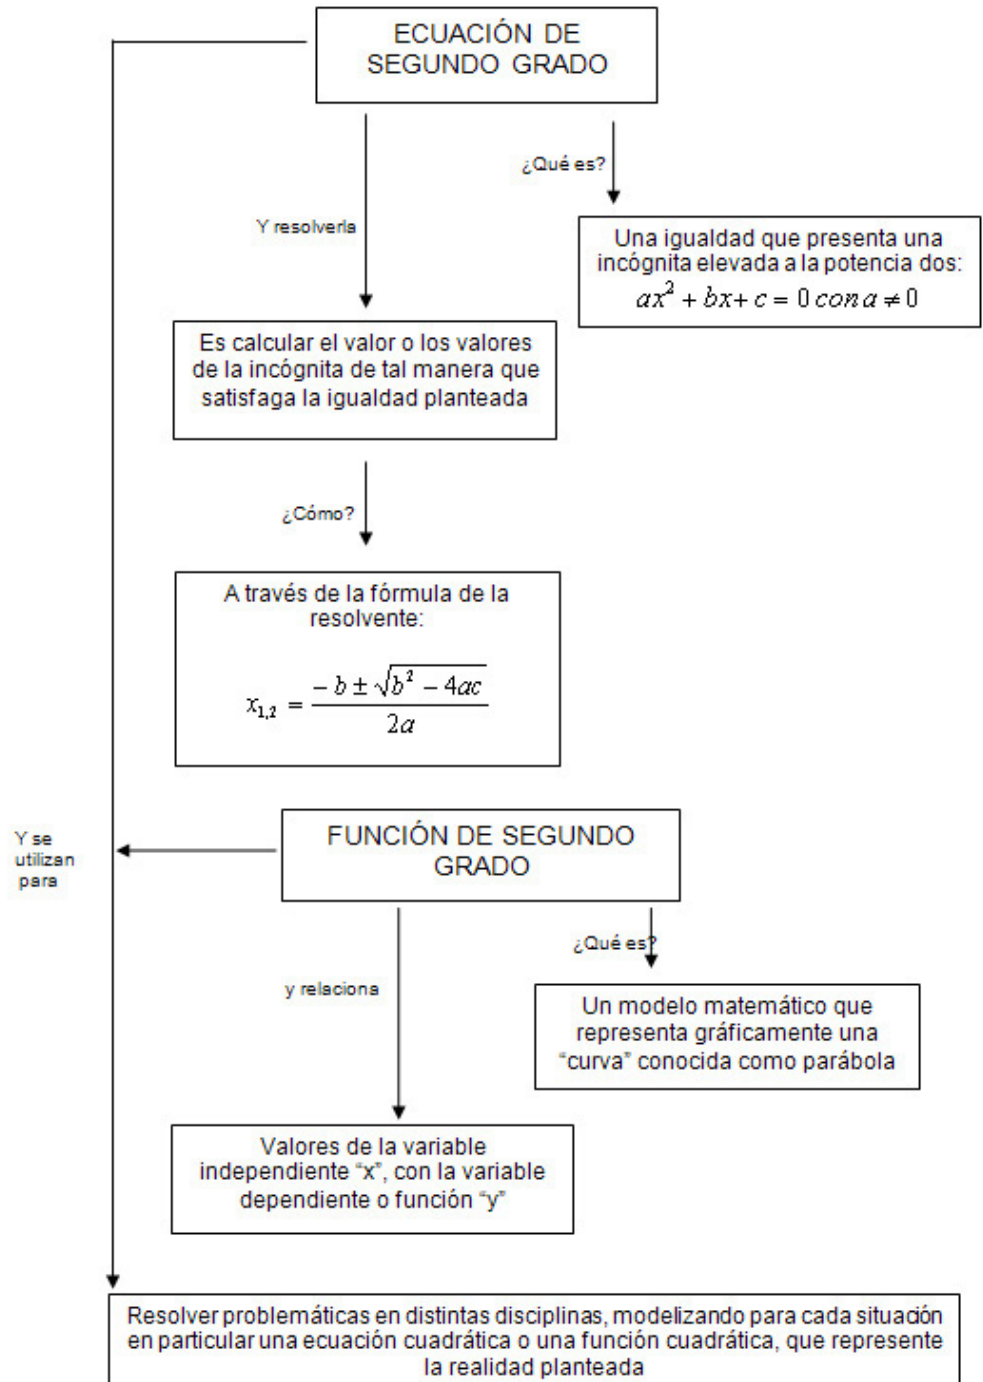 ECUACIÓN DE
SEGUNDO GRADO
¿Qué es?
Y resolverla
Una igualdad que presenta una
incógnita elevada a la potencia dos:
ax² + bx + c = 0 con a ≠ 0
Es calcular el valor o los valores
de la incógnita de tal manera que
satisfaga la igualdad planteada
¿Cómo?
A través de la fórmula de la
resolvente:
x₁,₂ = (− b ± √(b² − 4ac)) / 2a
Y se
utilizan
para
FUNCIÓN DE SEGUNDO
GRADO
¿Qué es?
y relaciona
Un modelo matemático que
representa gráficamente una
“curva” conocida como parábola
Valores de la variable
independiente “x”, con la variable
dependiente o función “y”
Resolver problemáticas en distintas disciplinas, modelizando para cada situación
en particular una ecuación cuadrática o una función cuadrática, que represente
la realidad planteada